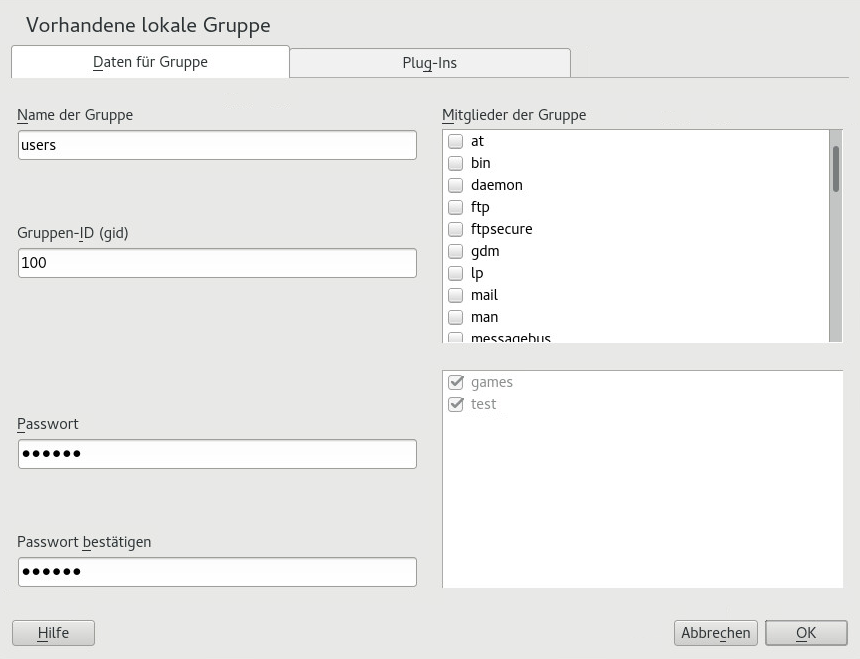 Vorhandene lokale Gruppe
Daten für Gruppe
Plug-Ins
Name der Gruppe
users
Gruppen-ID (gid)
100
Passwort
●●●●●●
Passwort bestätigen
●●●●●●
Mitglieder der Gruppe
at
bin
daemon
ftp
ftpsecure
gdm
lp
mail
man
messagebus
games
test
Hilfe
Abbrechen
OK